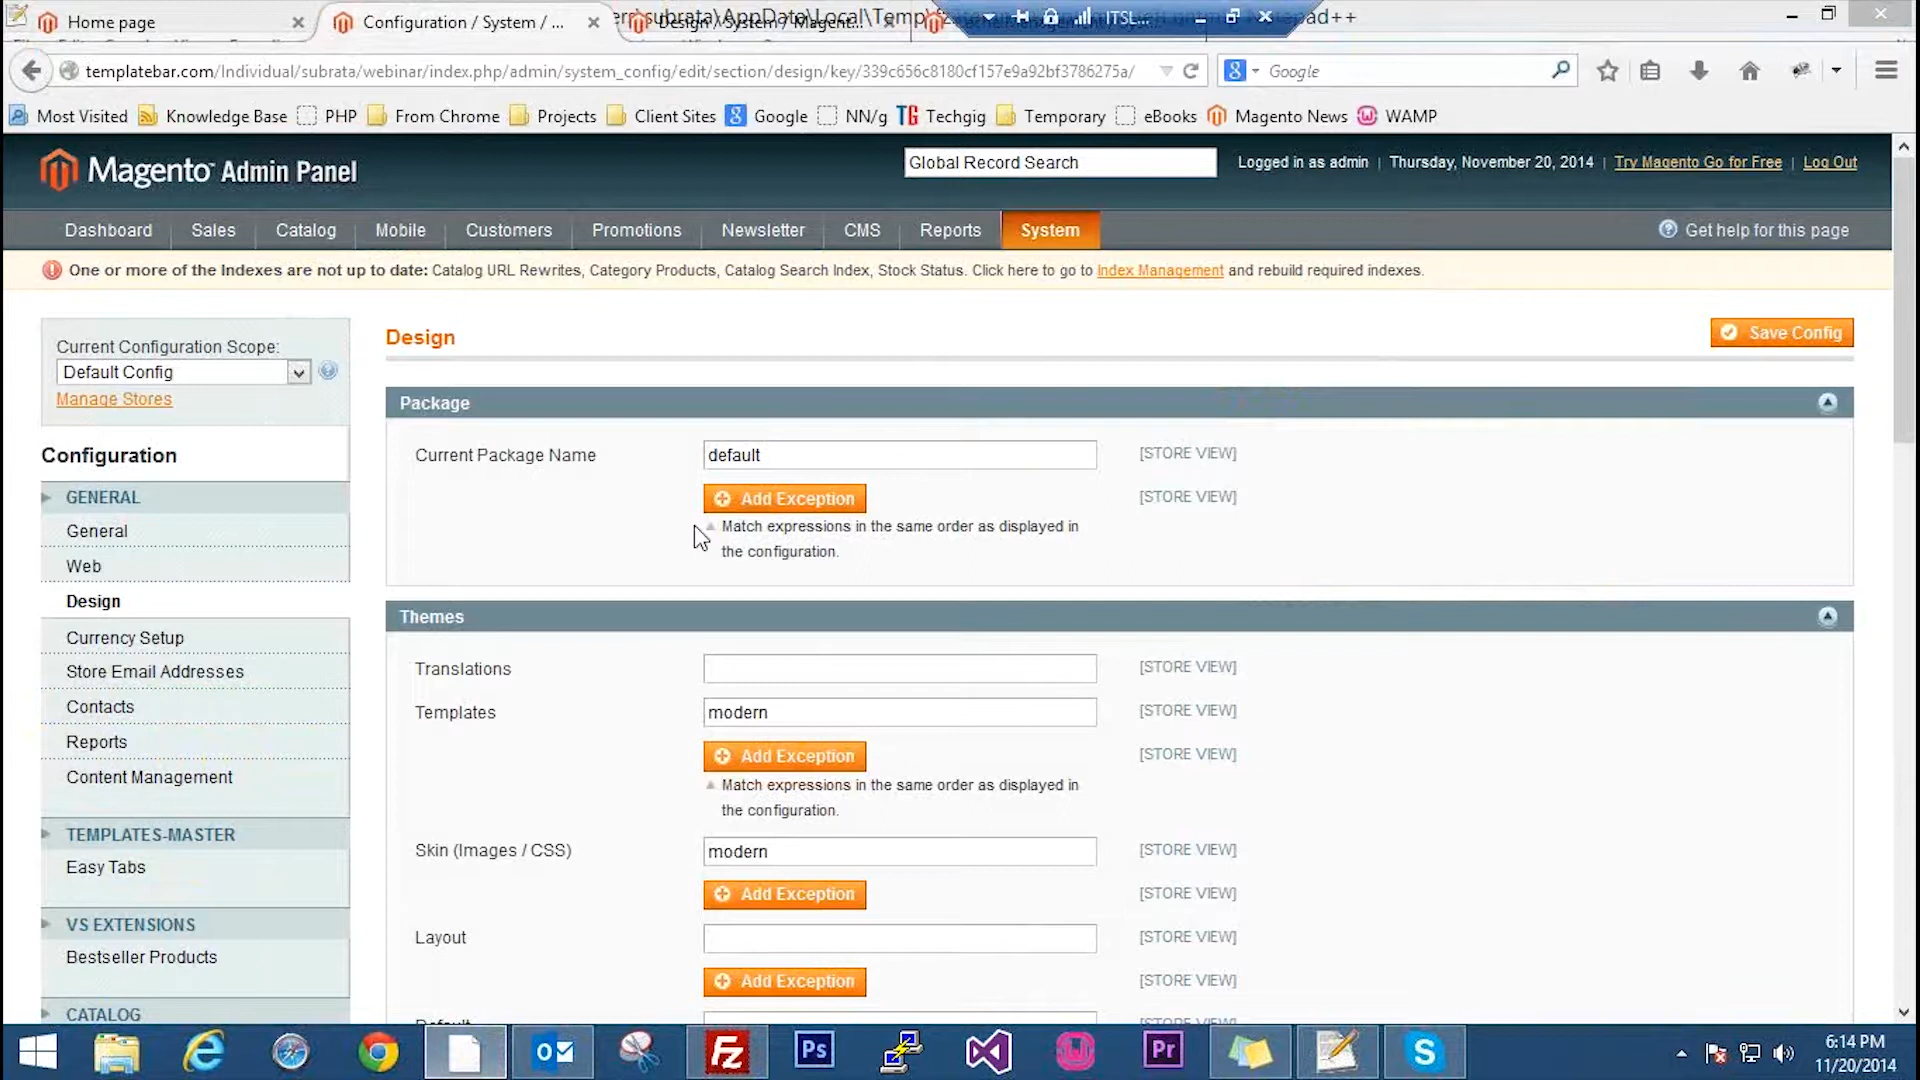 Home page
Configuration / System / ...
Design / System / Magent...
ITSL...
templatebar.com/Individual/subrata/webinar/index.php/admin/system_config/edit/section/design/key/339c656c8180cf157e9a92bf3786275a/
Google
Most Visited Knowledge Base PHP From Chrome Projects Client Sites Google NN/g Techgig Temporary eBooks Magento News WAMP
Magento Admin Panel
Global Record Search
Logged in as admin | Thursday, November 20, 2014 | Try Magento Go for Free | Log Out
Dashboard Sales Catalog Mobile Customers Promotions Newsletter CMS Reports System Get help for this page
One or more of the Indexes are not up to date: Catalog URL Rewrites, Category Products, Catalog Search Index, Stock Status. Click here to go to Index Management and rebuild required indexes.
Current Configuration Scope:
Default Config
Manage Stores
Configuration
GENERAL
General
Web
Design
Currency Setup
Store Email Addresses
Contacts
Reports
Content Management
TEMPLATES-MASTER
Easy Tabs
VS EXTENSIONS
Bestseller Products
CATALOG
Design
Save Config
Package
Current Package Name default [STORE VIEW]
Add Exception [STORE VIEW]
Match expressions in the same order as displayed in
the configuration.
Themes
Translations [STORE VIEW]
Templates modern [STORE VIEW]
Add Exception [STORE VIEW]
Match expressions in the same order as displayed in
the configuration.
Skin (Images / CSS) modern [STORE VIEW]
Add Exception [STORE VIEW]
Layout [STORE VIEW]
Add Exception [STORE VIEW]
Default [STORE VIEW]
Ps
Pr
6:14 PM
11/20/2014